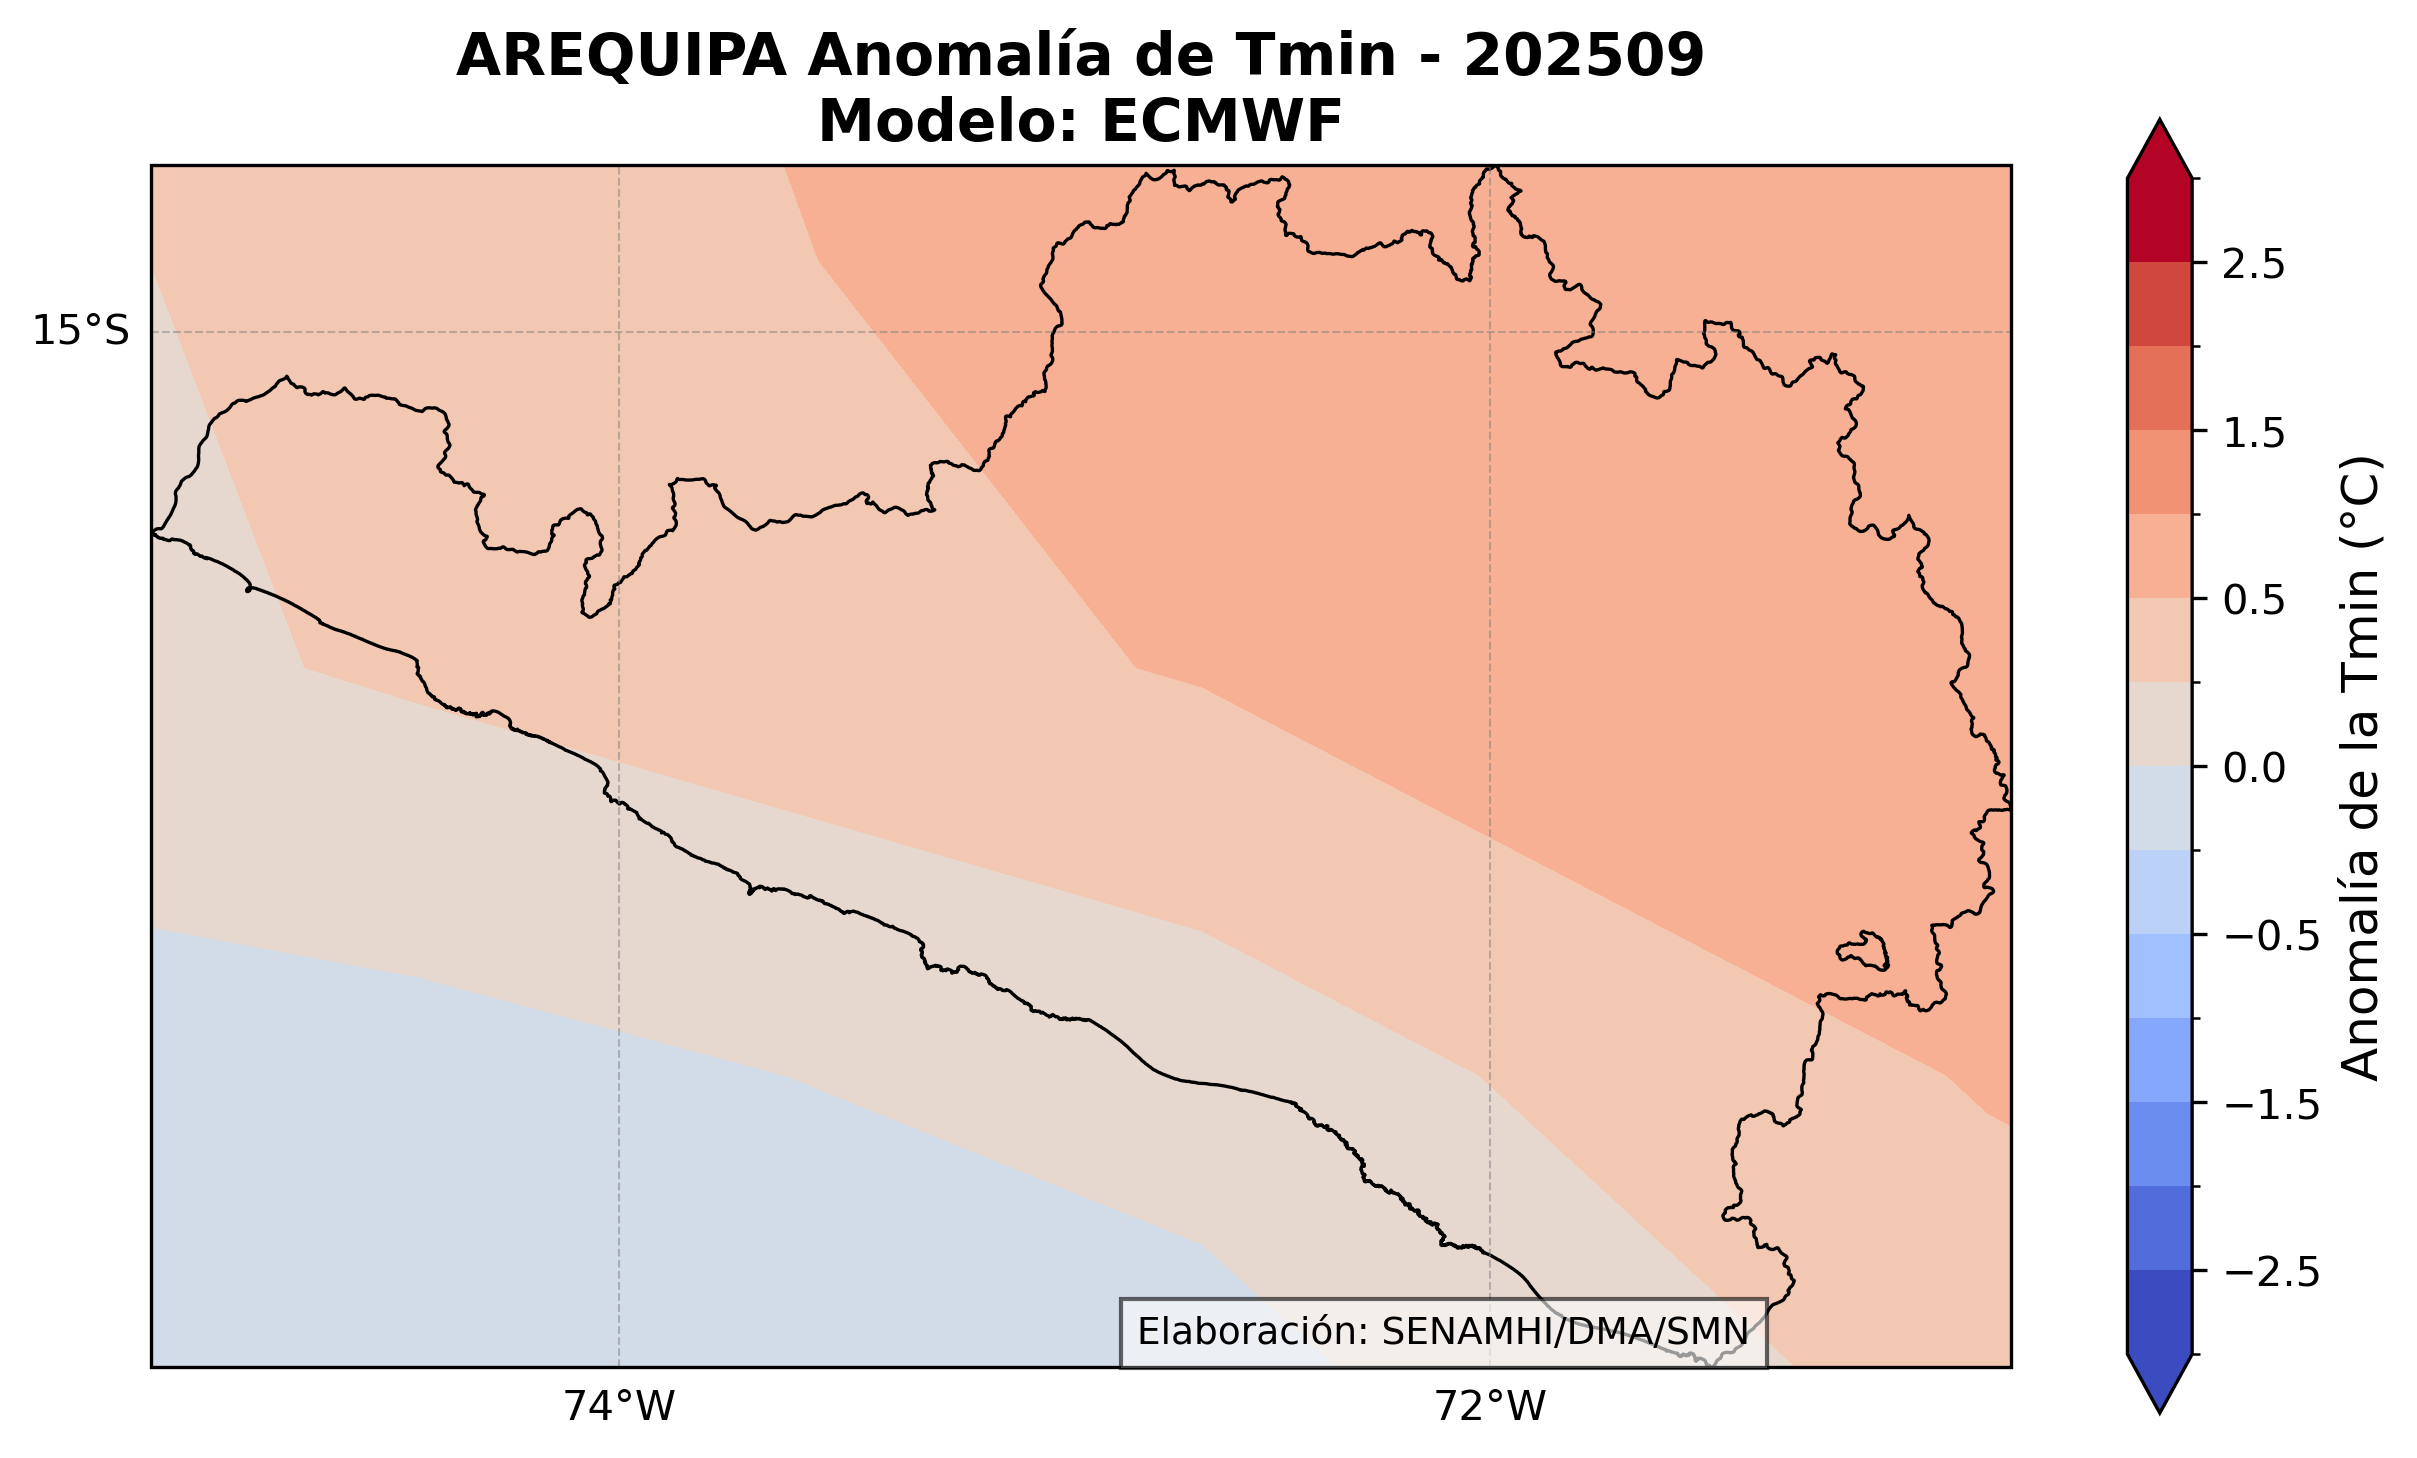 AREQUIPA Anomalía de Tmin - 202509
Modelo: ECMWF
15°S
74°W
72°W
Elaboración: SENAMHI/DMA/SMN
2.5
1.5
0.5
0.0
−0.5
−1.5
−2.5
Anomalía de la Tmin (°C)